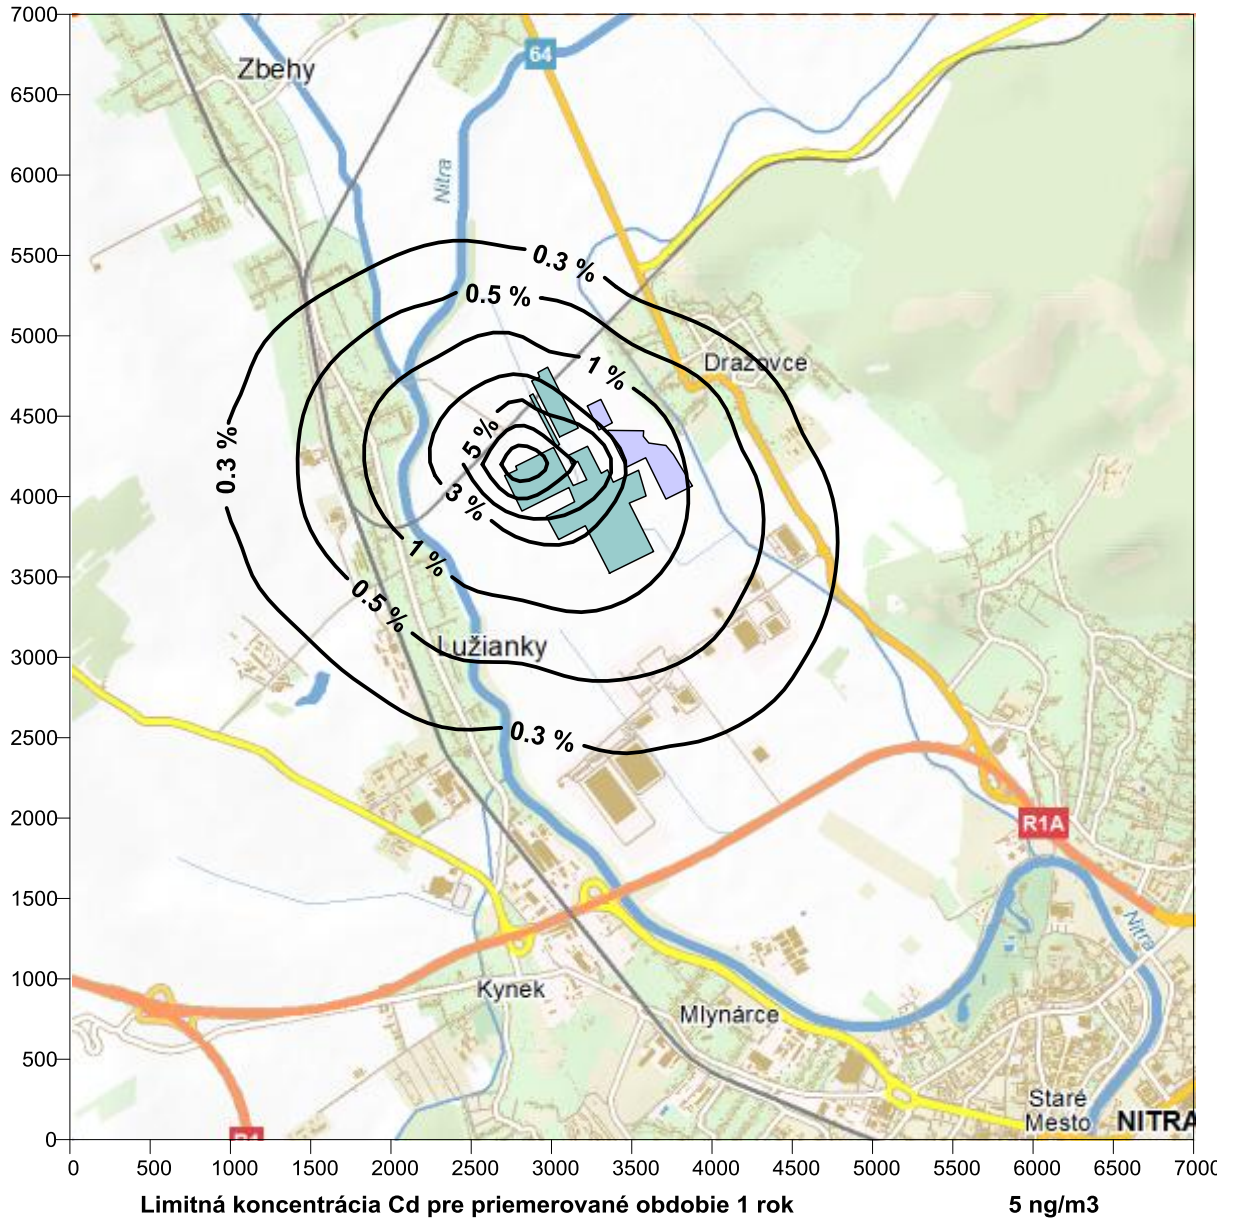 7000
6500
6000
5500
5000
4500
4000
3500
3000
2500
2000
1500
1000
500
0
64
Zbehy
Nitra
0.3 %
0.5 %
Dražovce
1 %
0.3 %
5 %
3 %
1 %
0.5 %
Lužianky
0.3 %
R1A
Nitra
Kynek
Mlynárce
Staré
Mesto
NITRA
R1
0 500 1000 1500 2000 2500 3000 3500 4000 4500 5000 5500 6000 6500 7000
Limitná koncentrácia Cd pre priemerované obdobie 1 rok 5 ng/m3